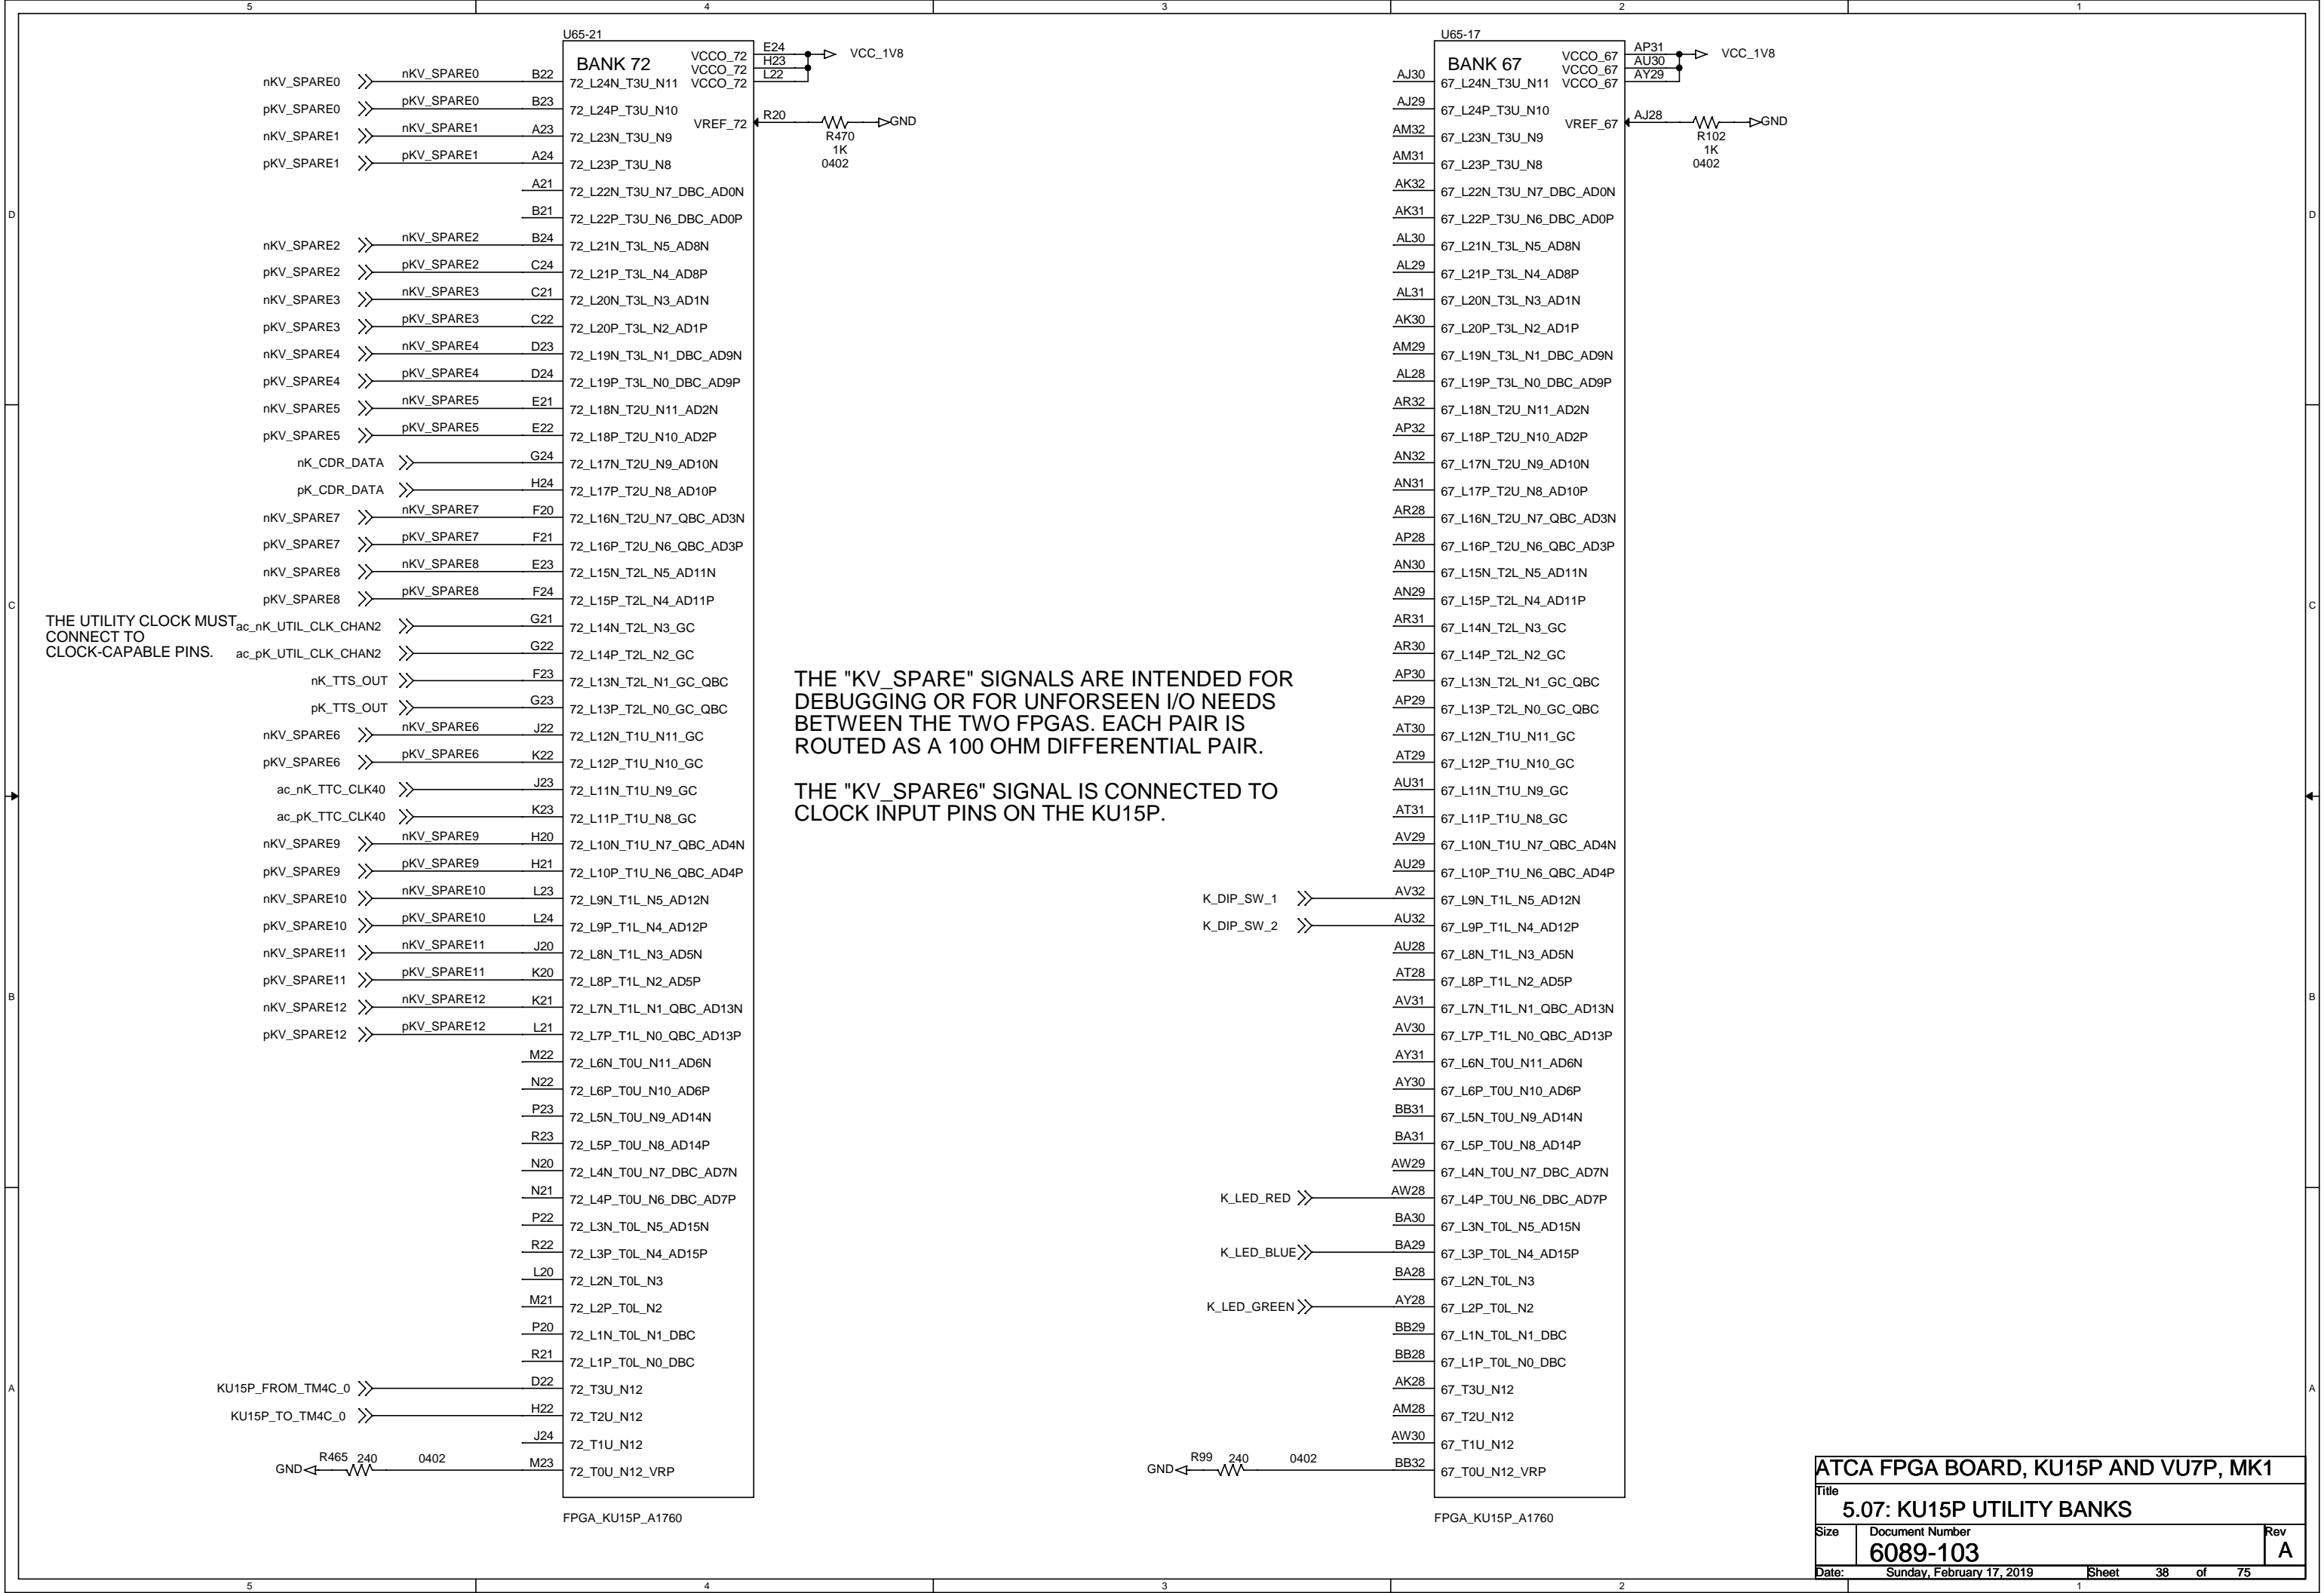 5 4 3 2 1
U65-21
BANK 72
VCCO_72 E24 VCC_1V8
VCCO_72 H23
VCCO_72 L22
VREF_72 R20 GND
R470
1K
0402
nKV_SPARE0 nKV_SPARE0 B22 72_L24N_T3U_N11
pKV_SPARE0 pKV_SPARE0 B23 72_L24P_T3U_N10
nKV_SPARE1 nKV_SPARE1 A23 72_L23N_T3U_N9
pKV_SPARE1 pKV_SPARE1 A24 72_L23P_T3U_N8
A21 72_L22N_T3U_N7_DBC_AD0N
B21 72_L22P_T3U_N6_DBC_AD0P
nKV_SPARE2 nKV_SPARE2 B24 72_L21N_T3L_N5_AD8N
pKV_SPARE2 pKV_SPARE2 C24 72_L21P_T3L_N4_AD8P
nKV_SPARE3 nKV_SPARE3 C21 72_L20N_T3L_N3_AD1N
pKV_SPARE3 pKV_SPARE3 C22 72_L20P_T3L_N2_AD1P
nKV_SPARE4 nKV_SPARE4 D23 72_L19N_T3L_N1_DBC_AD9N
pKV_SPARE4 pKV_SPARE4 D24 72_L19P_T3L_N0_DBC_AD9P
nKV_SPARE5 nKV_SPARE5 E21 72_L18N_T2U_N11_AD2N
pKV_SPARE5 pKV_SPARE5 E22 72_L18P_T2U_N10_AD2P
nK_CDR_DATA G24 72_L17N_T2U_N9_AD10N
pK_CDR_DATA H24 72_L17P_T2U_N8_AD10P
nKV_SPARE7 nKV_SPARE7 F20 72_L16N_T2U_N7_QBC_AD3N
pKV_SPARE7 pKV_SPARE7 F21 72_L16P_T2U_N6_QBC_AD3P
nKV_SPARE8 nKV_SPARE8 E23 72_L15N_T2L_N5_AD11N
pKV_SPARE8 pKV_SPARE8 F24 72_L15P_T2L_N4_AD11P
THE UTILITY CLOCK MUST
CONNECT TO
CLOCK-CAPABLE PINS.
ac_nK_UTIL_CLK_CHAN2 G21 72_L14N_T2L_N3_GC
ac_pK_UTIL_CLK_CHAN2 G22 72_L14P_T2L_N2_GC
nK_TTS_OUT F23 72_L13N_T2L_N1_GC_QBC
pK_TTS_OUT G23 72_L13P_T2L_N0_GC_QBC
nKV_SPARE6 nKV_SPARE6 J22 72_L12N_T1U_N11_GC
pKV_SPARE6 pKV_SPARE6 K22 72_L12P_T1U_N10_GC
ac_nK_TTC_CLK40 J23 72_L11N_T1U_N9_GC
ac_pK_TTC_CLK40 K23 72_L11P_T1U_N8_GC
nKV_SPARE9 nKV_SPARE9 H20 72_L10N_T1U_N7_QBC_AD4N
pKV_SPARE9 pKV_SPARE9 H21 72_L10P_T1U_N6_QBC_AD4P
nKV_SPARE10 nKV_SPARE10 L23 72_L9N_T1L_N5_AD12N
pKV_SPARE10 pKV_SPARE10 L24 72_L9P_T1L_N4_AD12P
nKV_SPARE11 nKV_SPARE11 J20 72_L8N_T1L_N3_AD5N
pKV_SPARE11 pKV_SPARE11 K20 72_L8P_T1L_N2_AD5P
nKV_SPARE12 nKV_SPARE12 K21 72_L7N_T1L_N1_QBC_AD13N
pKV_SPARE12 pKV_SPARE12 L21 72_L7P_T1L_N0_QBC_AD13P
M22 72_L6N_T0U_N11_AD6N
N22 72_L6P_T0U_N10_AD6P
P23 72_L5N_T0U_N9_AD14N
R23 72_L5P_T0U_N8_AD14P
N20 72_L4N_T0U_N7_DBC_AD7N
N21 72_L4P_T0U_N6_DBC_AD7P
P22 72_L3N_T0L_N5_AD15N
R22 72_L3P_T0L_N4_AD15P
L20 72_L2N_T0L_N3
M21 72_L2P_T0L_N2
P20 72_L1N_T0L_N1_DBC
R21 72_L1P_T0L_N0_DBC
KU15P_FROM_TM4C_0 D22 72_T3U_N12
KU15P_TO_TM4C_0 H22 72_T2U_N12
J24 72_T1U_N12
GND R465 240 0402 M23 72_T0U_N12_VRP
FPGA_KU15P_A1760
THE "KV_SPARE" SIGNALS ARE INTENDED FOR
DEBUGGING OR FOR UNFORSEEN I/O NEEDS
BETWEEN THE TWO FPGAS. EACH PAIR IS
ROUTED AS A 100 OHM DIFFERENTIAL PAIR.
THE "KV_SPARE6" SIGNAL IS CONNECTED TO
CLOCK INPUT PINS ON THE KU15P.
U65-17
BANK 67
VCCO_67 AP31 VCC_1V8
VCCO_67 AU30
VCCO_67 AY29
VREF_67 AJ28 GND
R102
1K
0402
AJ30 67_L24N_T3U_N11
AJ29 67_L24P_T3U_N10
AM32 67_L23N_T3U_N9
AM31 67_L23P_T3U_N8
AK32 67_L22N_T3U_N7_DBC_AD0N
AK31 67_L22P_T3U_N6_DBC_AD0P
AL30 67_L21N_T3L_N5_AD8N
AL29 67_L21P_T3L_N4_AD8P
AL31 67_L20N_T3L_N3_AD1N
AK30 67_L20P_T3L_N2_AD1P
AM29 67_L19N_T3L_N1_DBC_AD9N
AL28 67_L19P_T3L_N0_DBC_AD9P
AR32 67_L18N_T2U_N11_AD2N
AP32 67_L18P_T2U_N10_AD2P
AN32 67_L17N_T2U_N9_AD10N
AN31 67_L17P_T2U_N8_AD10P
AR28 67_L16N_T2U_N7_QBC_AD3N
AP28 67_L16P_T2U_N6_QBC_AD3P
AN30 67_L15N_T2L_N5_AD11N
AN29 67_L15P_T2L_N4_AD11P
AR31 67_L14N_T2L_N3_GC
AR30 67_L14P_T2L_N2_GC
AP30 67_L13N_T2L_N1_GC_QBC
AP29 67_L13P_T2L_N0_GC_QBC
AT30 67_L12N_T1U_N11_GC
AT29 67_L12P_T1U_N10_GC
AU31 67_L11N_T1U_N9_GC
AT31 67_L11P_T1U_N8_GC
AV29 67_L10N_T1U_N7_QBC_AD4N
AU29 67_L10P_T1U_N6_QBC_AD4P
K_DIP_SW_1 AV32 67_L9N_T1L_N5_AD12N
K_DIP_SW_2 AU32 67_L9P_T1L_N4_AD12P
AU28 67_L8N_T1L_N3_AD5N
AT28 67_L8P_T1L_N2_AD5P
AV31 67_L7N_T1L_N1_QBC_AD13N
AV30 67_L7P_T1L_N0_QBC_AD13P
AY31 67_L6N_T0U_N11_AD6N
AY30 67_L6P_T0U_N10_AD6P
BB31 67_L5N_T0U_N9_AD14N
BA31 67_L5P_T0U_N8_AD14P
AW29 67_L4N_T0U_N7_DBC_AD7N
K_LED_RED AW28 67_L4P_T0U_N6_DBC_AD7P
BA30 67_L3N_T0L_N5_AD15N
K_LED_BLUE BA29 67_L3P_T0L_N4_AD15P
BA28 67_L2N_T0L_N3
K_LED_GREEN AY28 67_L2P_T0L_N2
BB29 67_L1N_T0L_N1_DBC
BB28 67_L1P_T0L_N0_DBC
AK28 67_T3U_N12
AM28 67_T2U_N12
AW30 67_T1U_N12
GND R99 240 0402 BB32 67_T0U_N12_VRP
FPGA_KU15P_A1760
D D
C C
B B
A A
ATCA FPGA BOARD, KU15P AND VU7P, MK1
Title
5.07: KU15P UTILITY BANKS
Size Document Number Rev
6089-103 A
Date: Sunday, February 17, 2019 Sheet 38 of 75
5 4 3 2 1